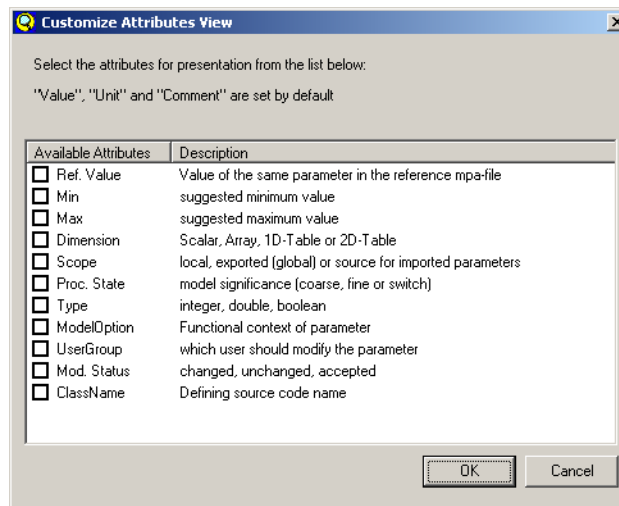 Customize Attributes View
Select the attributes for presentation from the list below:
"Value", "Unit" and "Comment" are set by default
Available Attributes Description
Ref. Value Value of the same parameter in the reference mpa-file
Min suggested minimum value
Max suggested maximum value
Dimension Scalar, Array, 1D-Table or 2D-Table
Scope local, exported (global) or source for imported parameters
Proc. State model significance (coarse, fine or switch)
Type integer, double, boolean
ModelOption Functional context of parameter
UserGroup which user should modify the parameter
Mod. Status changed, unchanged, accepted
ClassName Defining source code name
OK Cancel